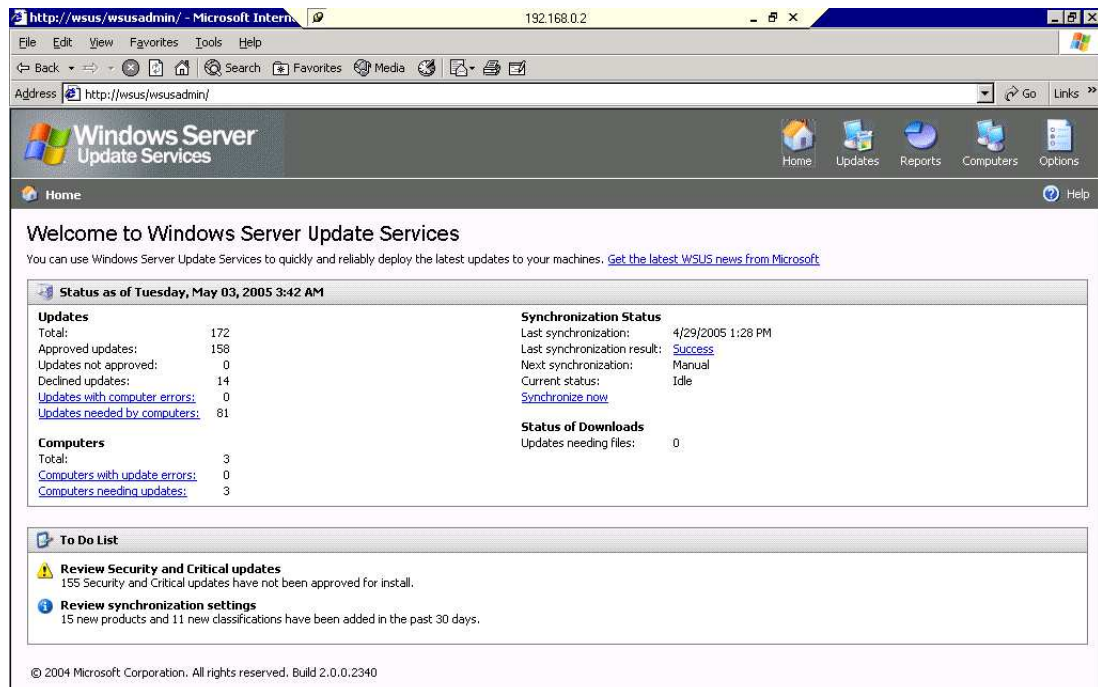 http://wsus/wsusadmin/ - Microsoft Intern
192.168.0.2
File Edit View Favorites Tools Help
Back Search Favorites Media
Address http://wsus/wsusadmin/ Go Links »
Windows Server
Update Services
Home Updates Reports Computers Options
Home Help
Welcome to Windows Server Update Services
You can use Windows Server Update Services to quickly and reliably deploy the latest updates to your machines. Get the latest WSUS news from Microsoft
Status as of Tuesday, May 03, 2005 3:42 AM
Updates
Total: 172
Approved updates: 158
Updates not approved: 0
Declined updates: 14
Updates with computer errors: 0
Updates needed by computers: 81
Computers
Total: 3
Computers with update errors: 0
Computers needing updates: 3
Synchronization Status
Last synchronization: 4/29/2005 1:28 PM
Last synchronization result: Success
Next synchronization: Manual
Current status: Idle
Synchronize now
Status of Downloads
Updates needing files: 0
To Do List
Review Security and Critical updates
155 Security and Critical updates have not been approved for install.
Review synchronization settings
15 new products and 11 new classifications have been added in the past 30 days.
© 2004 Microsoft Corporation. All rights reserved. Build 2.0.0.2340